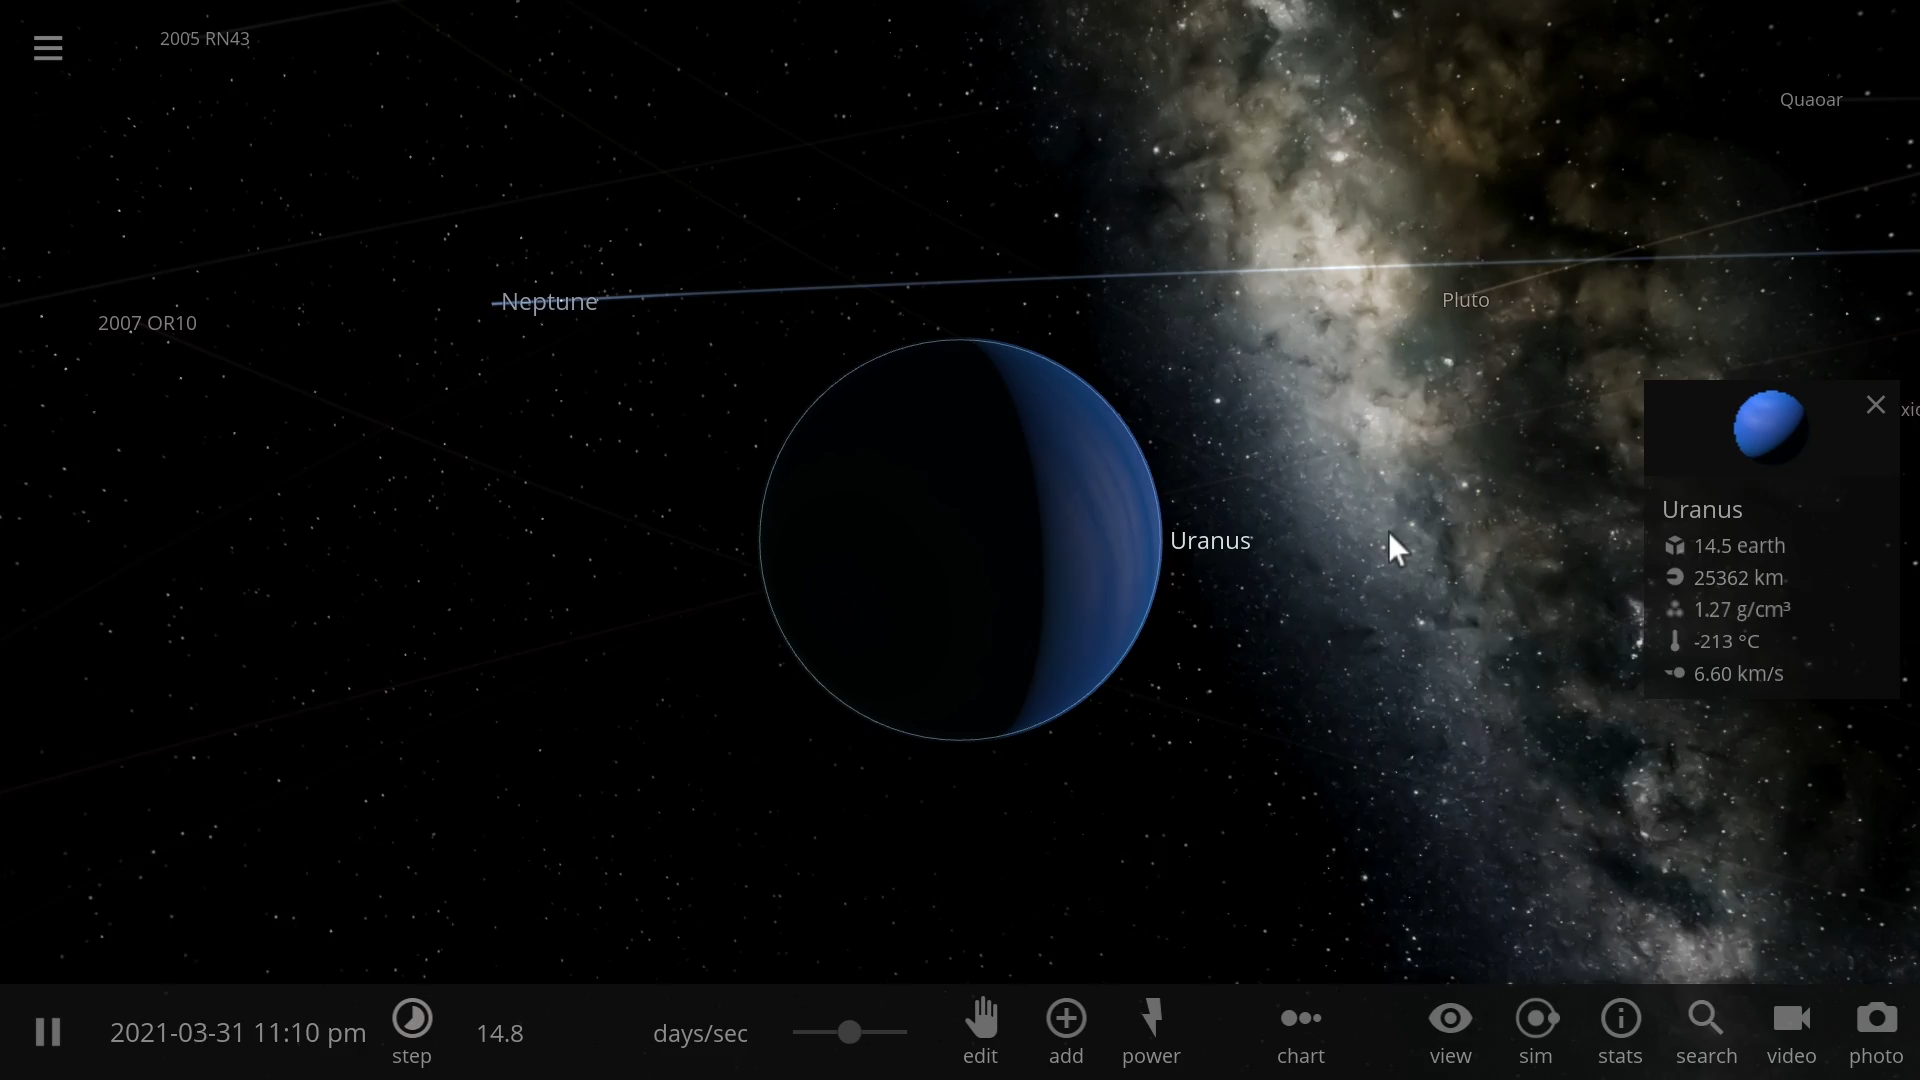 2005 RN43
Quaoar
Neptune
Pluto
2007 OR10
Uranus
Uranus
14.5 earth
25362 km
1.27 g/cm³
-213 °C
6.60 km/s
2021-03-31 11:10 pm
step
14.8
days/sec
edit
add
power
chart
view
sim
stats
search
video
photo